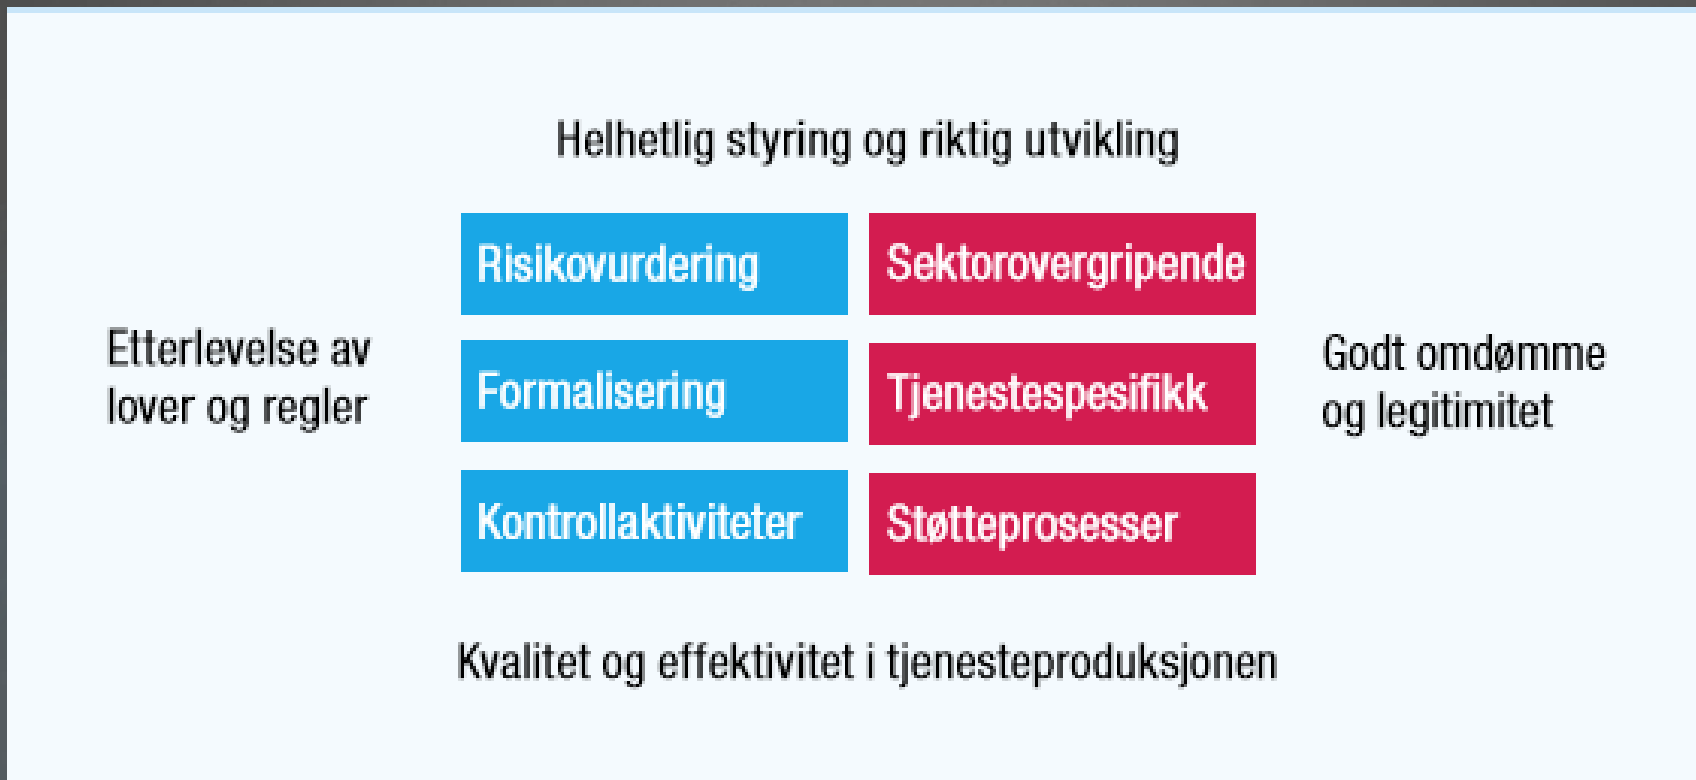 Helhetlig styring og riktig utvikling
Risikovurdering
Sektorovergripende
Etterlevelse av
lover og regler
Formalisering
Tjenestespesifikk
Godt omdømme
og legitimitet
Kontrollaktiviteter
Støtteprosesser
Kvalitet og effektivitet i tjenesteproduksjonen